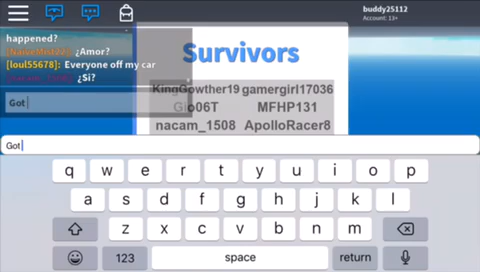 buddy25112
Account: 13+
happened?
¿Amor?
[loul55678]: Everyone off my car
¿Si?
Got
Survivors
KingGowther19 gamergirl17036
Gio06T MFHP131
nacam_1508 ApolloRacer8
Got
q w e r t y u i o p
a s d f g h j k l
z x c v b n m
123 space return